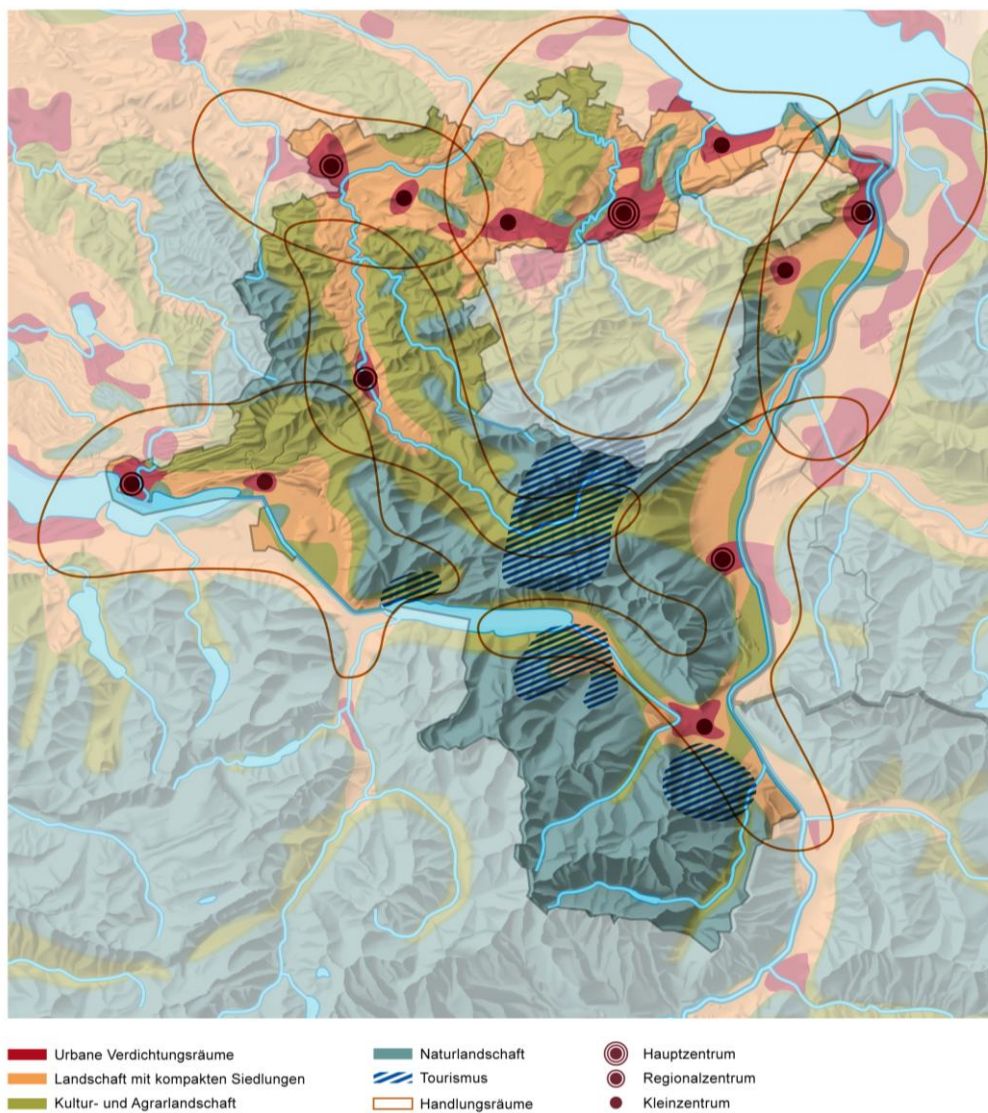 Urbane Verdichtungsräume
Landschaft mit kompakten Siedlungen
Kultur- und Agrarlandschaft
Naturlandschaft
Tourismus
Handlungsräume
Hauptzentrum
Regionalzentrum
Kleinzentrum